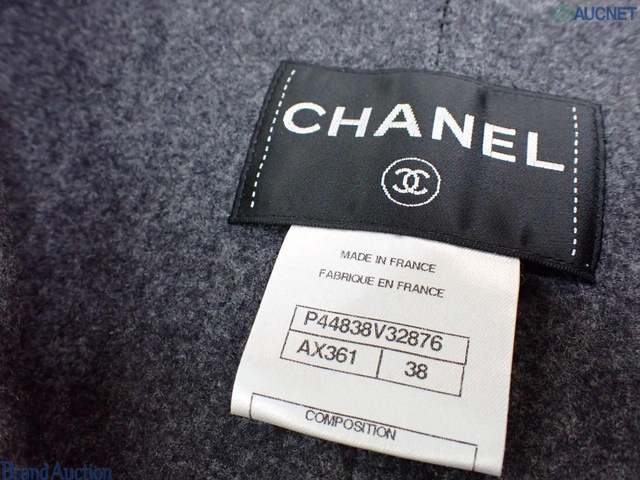 AUCNET
CHANEL
MADE IN FRANCE
FABRIQUE EN FRANCE
P44838V32876
AX361 38
COMPOSITION
Brand Auction